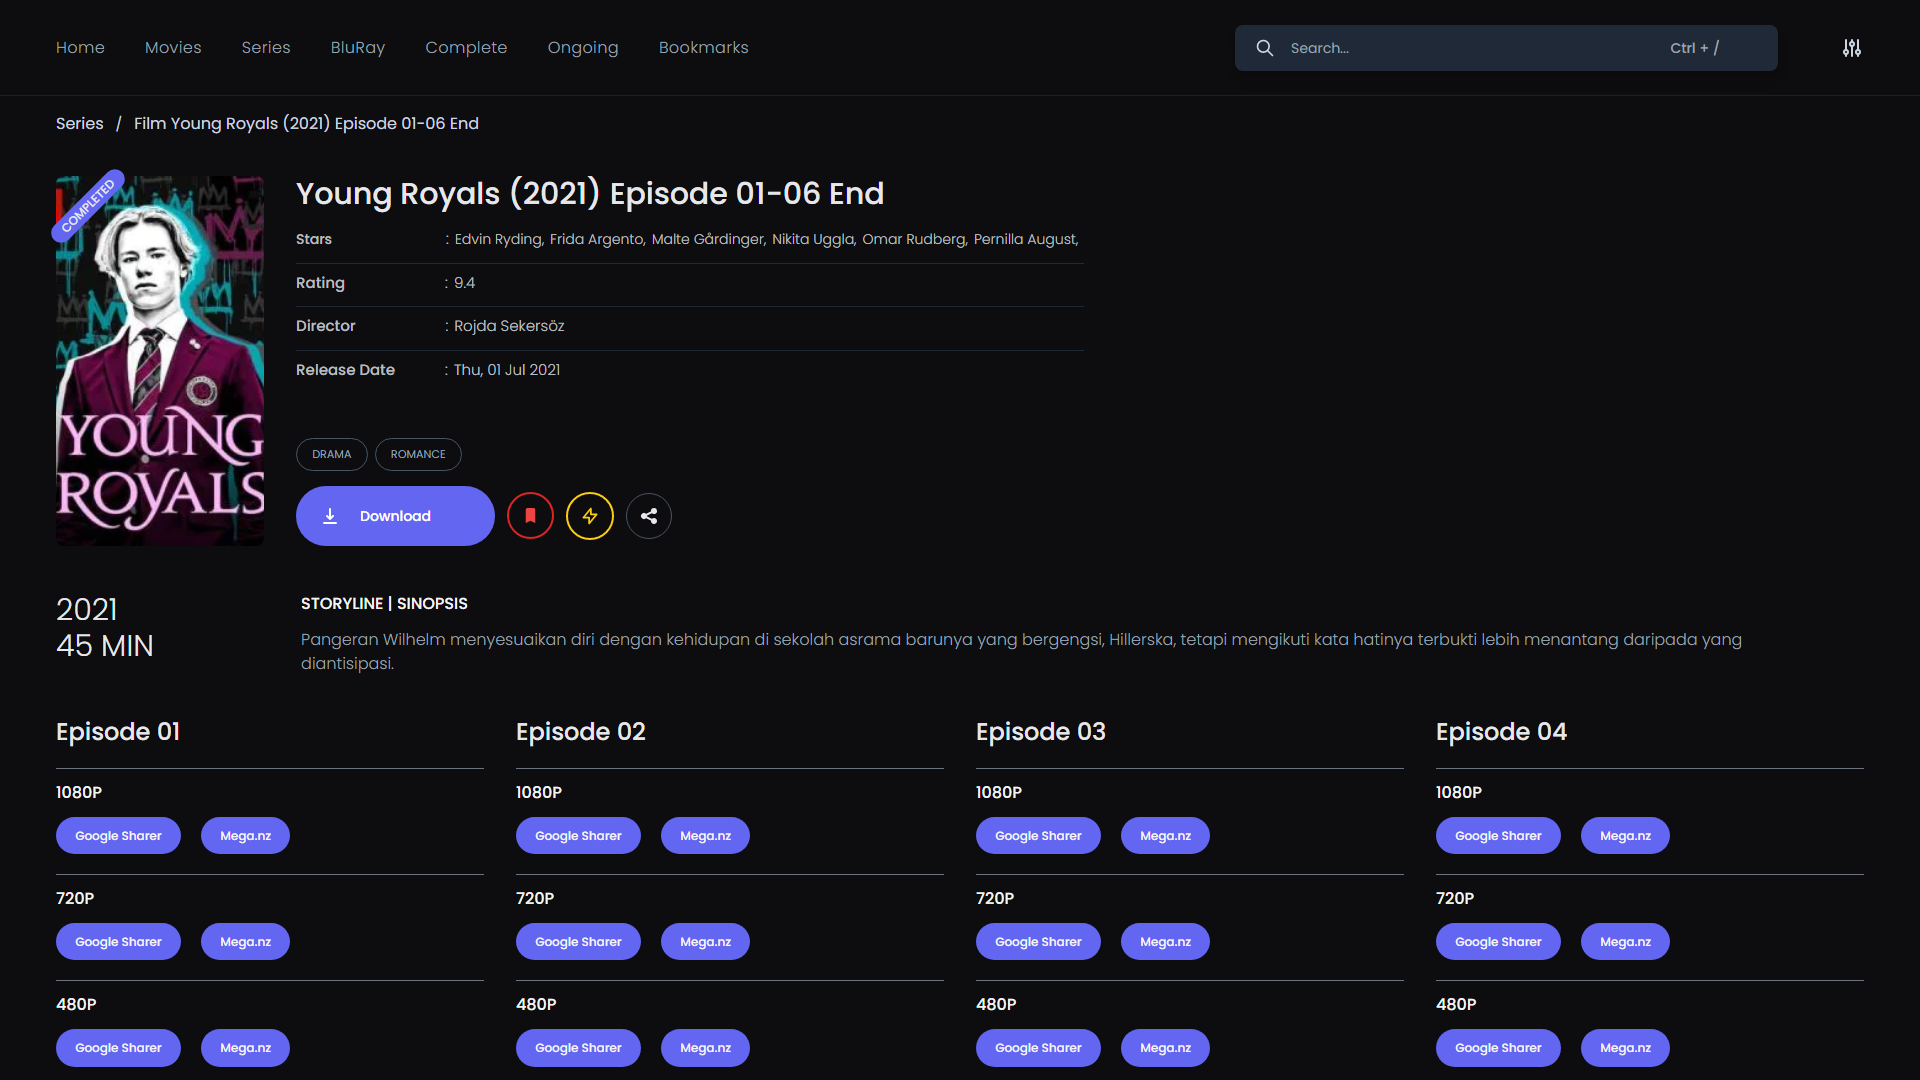 Home Movies Series BluRay Complete Ongoing Bookmarks Search... Ctrl + /
Series / Film Young Royals (2021) Episode 01-06 End
COMPLETED
YOUNG
ROYALS
Young Royals (2021) Episode 01-06 End
Stars : Edvin Ryding, Frida Argento, Malte Gårdinger, Nikita Uggla, Omar Rudberg, Pernilla August,
Rating : 9.4
Director : Rojda Sekersöz
Release Date : Thu, 01 Jul 2021
DRAMA ROMANCE
Download
2021
45 MIN
STORYLINE | SINOPSIS
Pangeran Wilhelm menyesuaikan diri dengan kehidupan di sekolah asrama barunya yang bergengsi, Hillerska, tetapi mengikuti kata hatinya terbukti lebih menantang daripada yang
diantisipasi.
Episode 01 Episode 02 Episode 03 Episode 04
1080P 1080P 1080P 1080P
Google Sharer Mega.nz Google Sharer Mega.nz Google Sharer Mega.nz Google Sharer Mega.nz
720P 720P 720P 720P
Google Sharer Mega.nz Google Sharer Mega.nz Google Sharer Mega.nz Google Sharer Mega.nz
480P 480P 480P 480P
Google Sharer Mega.nz Google Sharer Mega.nz Google Sharer Mega.nz Google Sharer Mega.nz